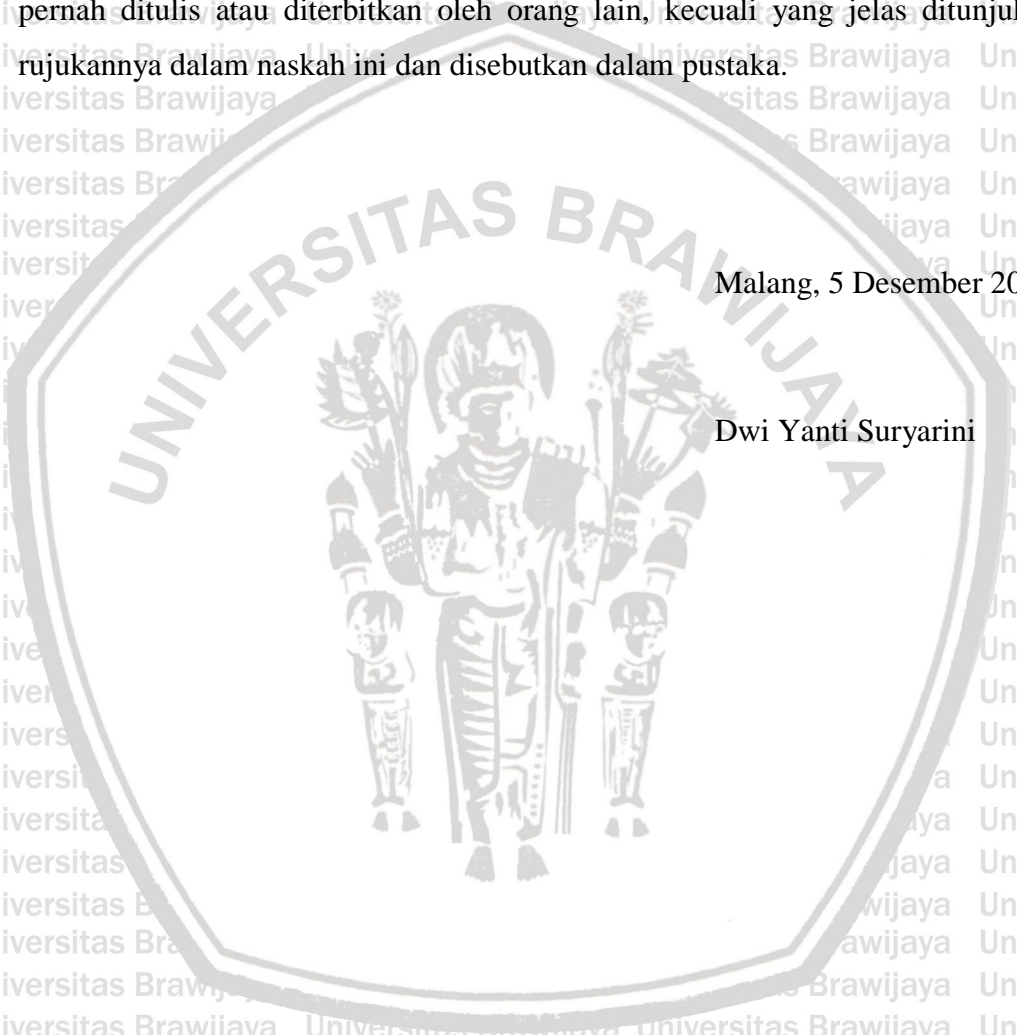 pernah ditulis atau diterbitkan oleh orang lain, kecuali yang jelas ditunjuk
rujukannya dalam naskah ini dan disebutkan dalam pustaka.
UNIVERSITAS BRAWIJAYA
Malang, 5 Desember 20
Dwi Yanti Suryarini